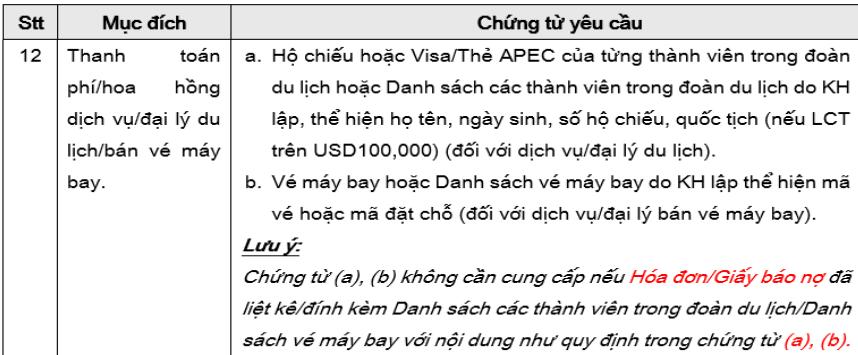 Stt Mục đích Chứng từ yêu cầu
12 Thanh toán phí/hoa hồng dịch vụ/đại lý du lịch/bán vé máy bay.
a. Hộ chiếu hoặc Visa/Thẻ APEC của từng thành viên trong đoàn
du lịch hoặc Danh sách các thành viên trong đoàn du lịch do KH
lập, thể hiện họ tên, ngày sinh, số hộ chiếu, quốc tịch (nếu LCT
trên USD100,000) (đối với dịch vụ/đại lý du lịch).
b. Vé máy bay hoặc Danh sách vé máy bay do KH lập thể hiện mã
vé hoặc mã đặt chỗ (đối với dịch vụ/đại lý bán vé máy bay).
Lưu ý:
Chứng từ (a), (b) không cần cung cấp nếu Hóa đơn/Giấy báo nợ đã
liệt kê/đính kèm Danh sách các thành viên trong đoàn du lịch/Danh
sách vé máy bay với nội dung như quy định trong chứng từ (a), (b).